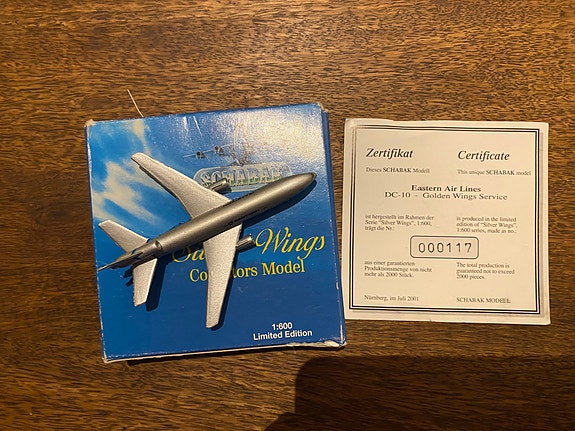 SCHABAK
Wings
Collectors Model
1:600
Limited Edition
Zertifikat
Dieses SCHABAK Modell
Certificate
This unique SCHABAK model
Eastern Air Lines
DC-10 - Golden Wings Service
ist hergestellt im Rahmen der
Serie "Silver Wings", 1:600,
trägt die Nr.
is produced in the limited
edition of "Silver Wings",
1:600 series, made as no.:
000117
aus einer garantierten
Produktionsmenge von nicht
mehr als 2000 Stück.
The total production is
guaranteed not to exceed
2000 pieces.
Nürnberg, im Juli 2001
SCHABAK MODELL